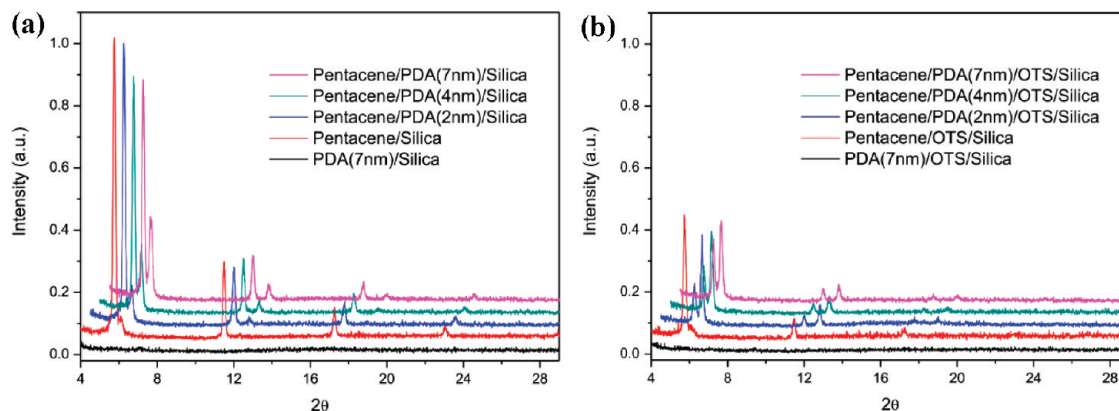 (a)
1.0
0.8
0.6
0.4
0.2
0.0
Intensity (a.u.)
Pentacene/PDA(7nm)/Silica
Pentacene/PDA(4nm)/Silica
Pentacene/PDA(2nm)/Silica
Pentacene/Silica
PDA(7nm)/Silica
4 8 12 16 20 24 28
2θ
(b)
1.0
0.8
0.6
0.4
0.2
0.0
Intensity (a.u.)
Pentacene/PDA(7nm)/OTS/Silica
Pentacene/PDA(4nm)/OTS/Silica
Pentacene/PDA(2nm)/OTS/Silica
Pentacene/OTS/Silica
PDA(7nm)/OTS/Silica
4 8 12 16 20 24 28
2θ